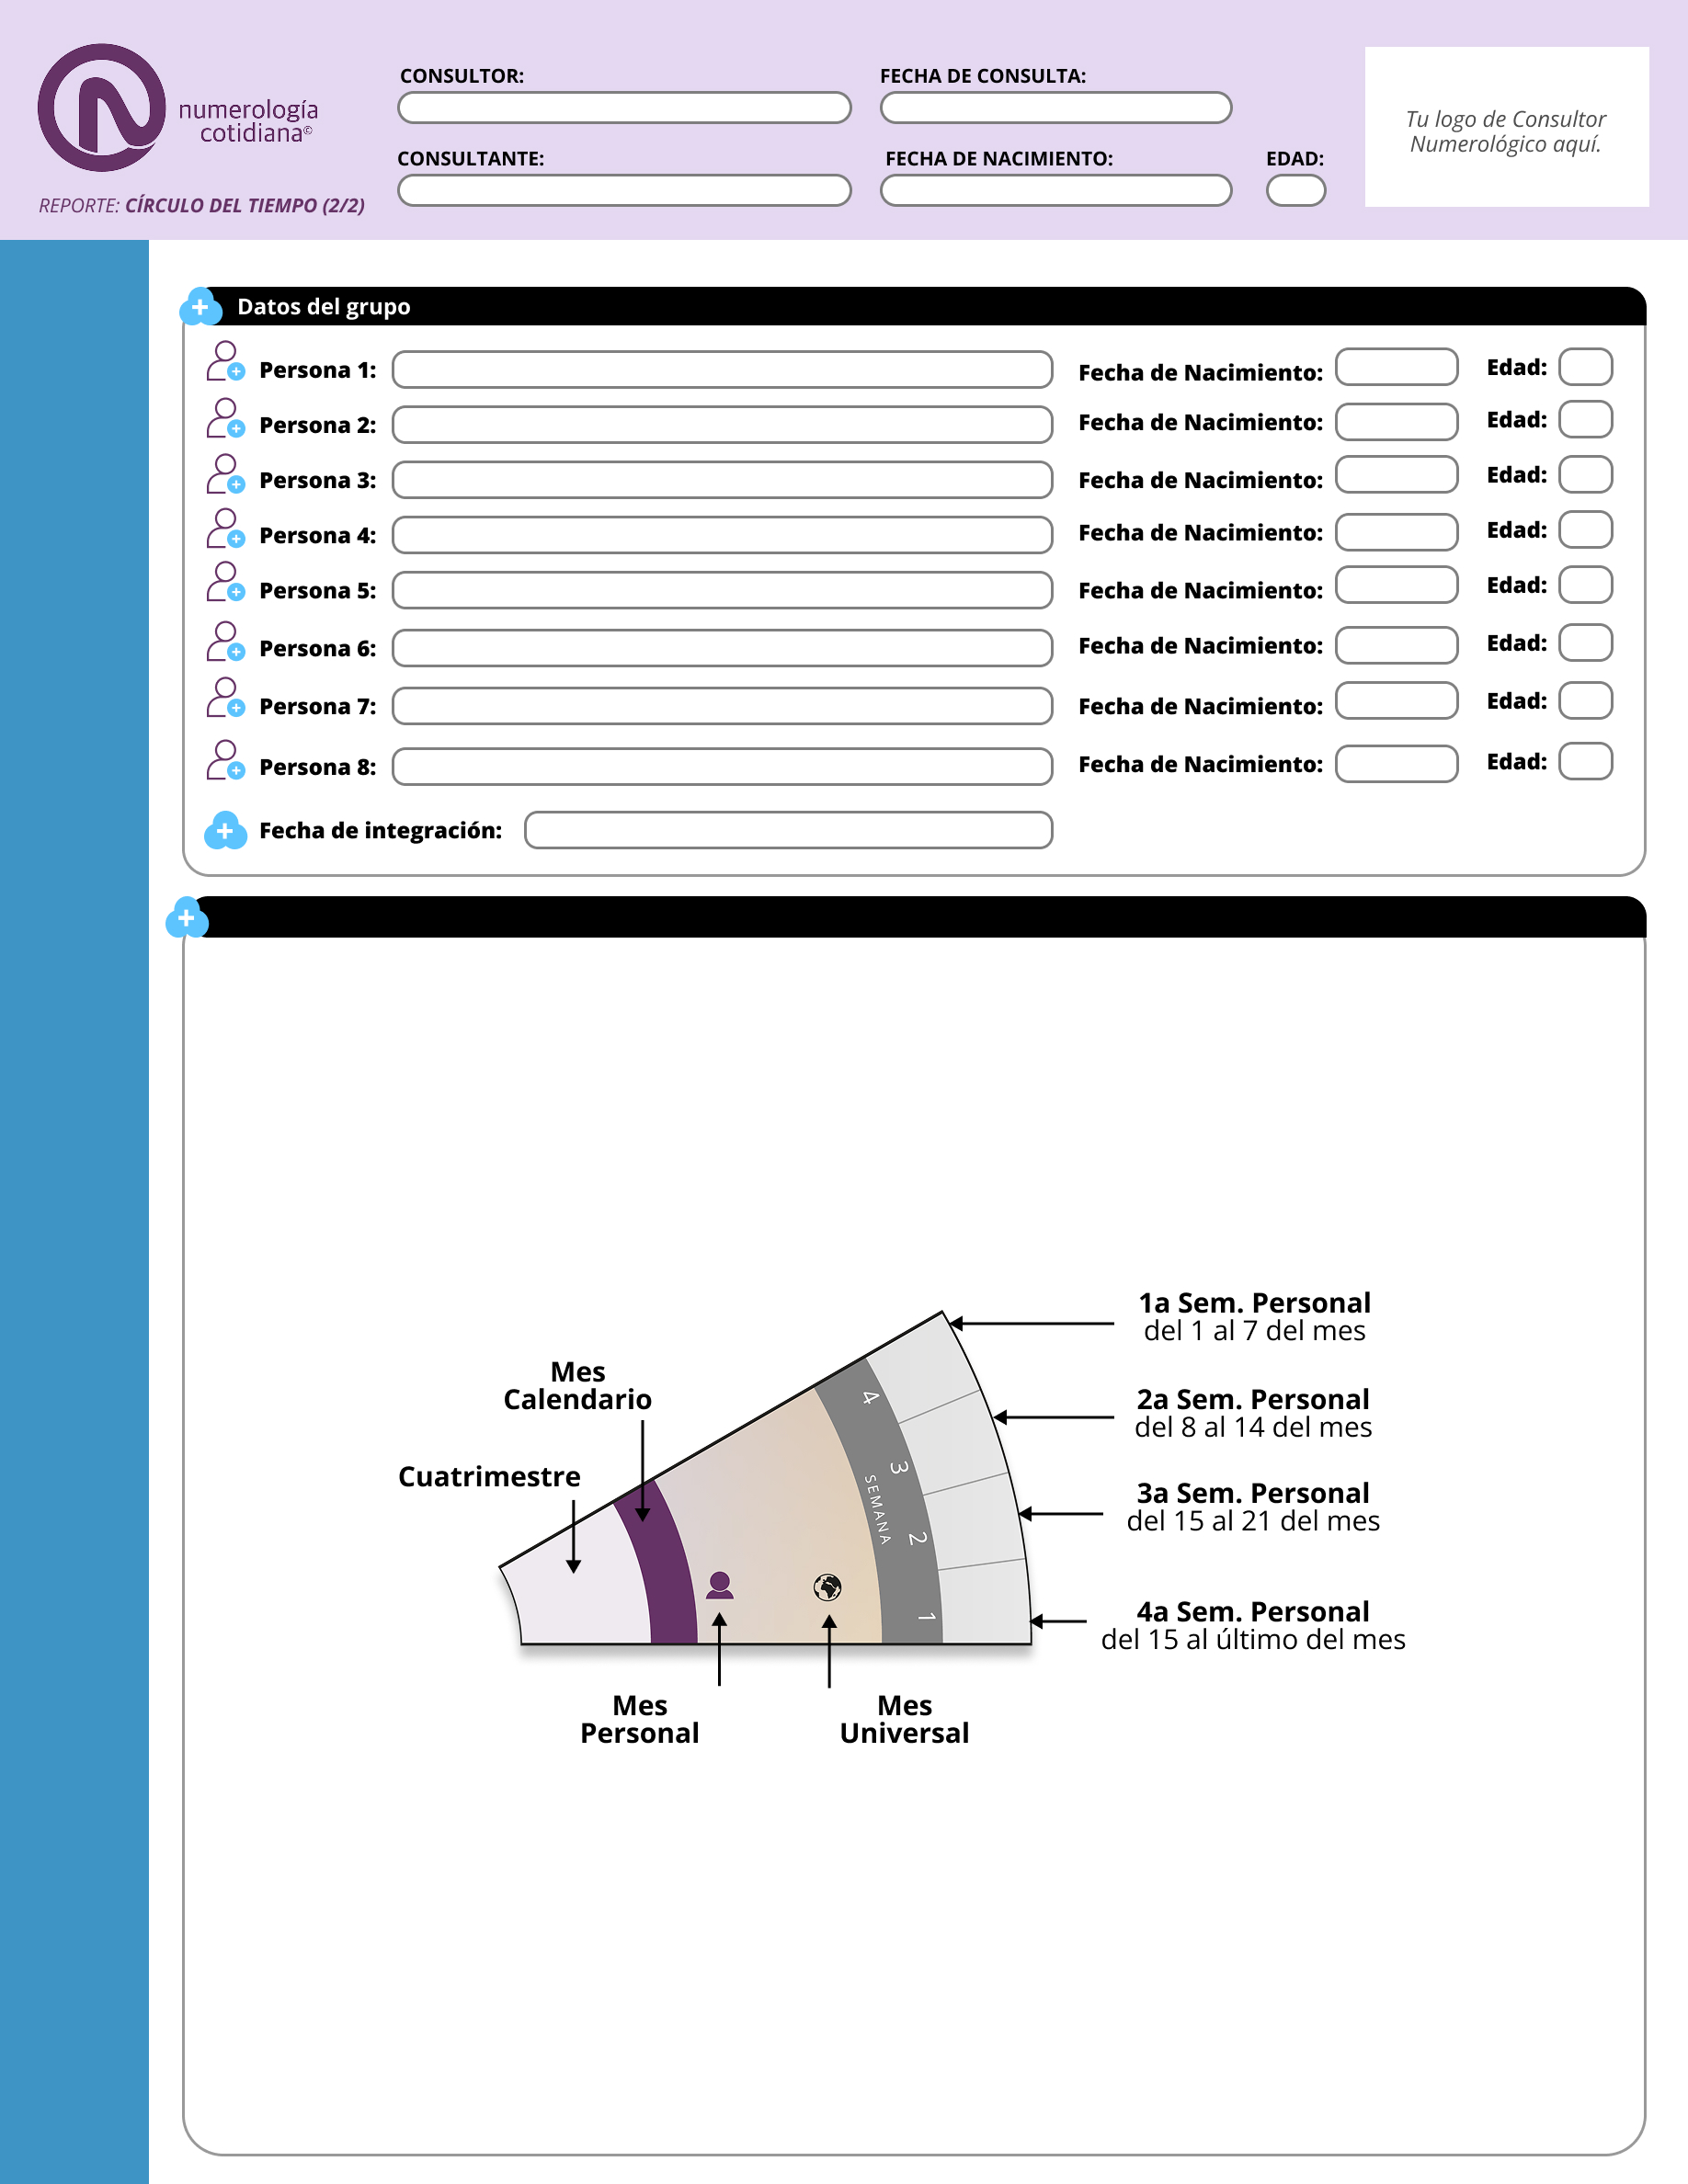 numerología
cotidiana©
REPORTE: CÍRCULO DEL TIEMPO (2/2)
CONSULTOR:
FECHA DE CONSULTA:
CONSULTANTE:
FECHA DE NACIMIENTO:
EDAD:
Tu logo de Consultor
Numerológico aquí.
Datos del grupo
Persona 1:
Fecha de Nacimiento:
Edad:
Persona 2:
Fecha de Nacimiento:
Edad:
Persona 3:
Fecha de Nacimiento:
Edad:
Persona 4:
Fecha de Nacimiento:
Edad:
Persona 5:
Fecha de Nacimiento:
Edad:
Persona 6:
Fecha de Nacimiento:
Edad:
Persona 7:
Fecha de Nacimiento:
Edad:
Persona 8:
Fecha de Nacimiento:
Edad:
Fecha de integración:
1a Sem. Personal
del 1 al 7 del mes
Mes
Calendario
2a Sem. Personal
del 8 al 14 del mes
Cuatrimestre
3a Sem. Personal
del 15 al 21 del mes
4
3
SEMANA
2
1
4a Sem. Personal
del 15 al último del mes
Mes
Personal
Mes
Universal